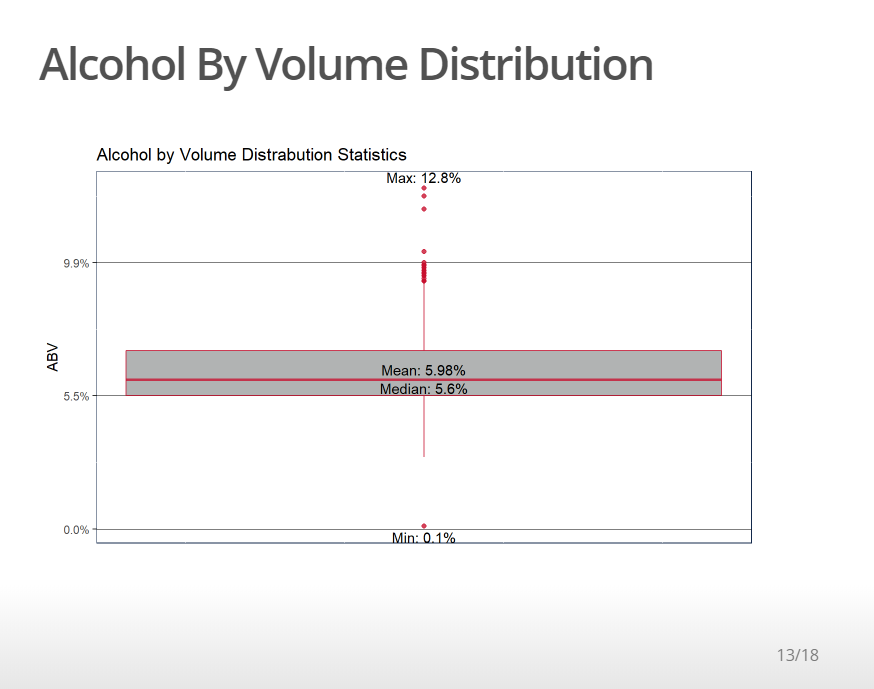 Alcohol By Volume Distribution
Alcohol by Volume Distrabution Statistics
Max: 12.8%
9.9%
ABV
Mean: 5.98%
Median: 5.6%
5.5%
0.0%
Min: 0.1%
13/18